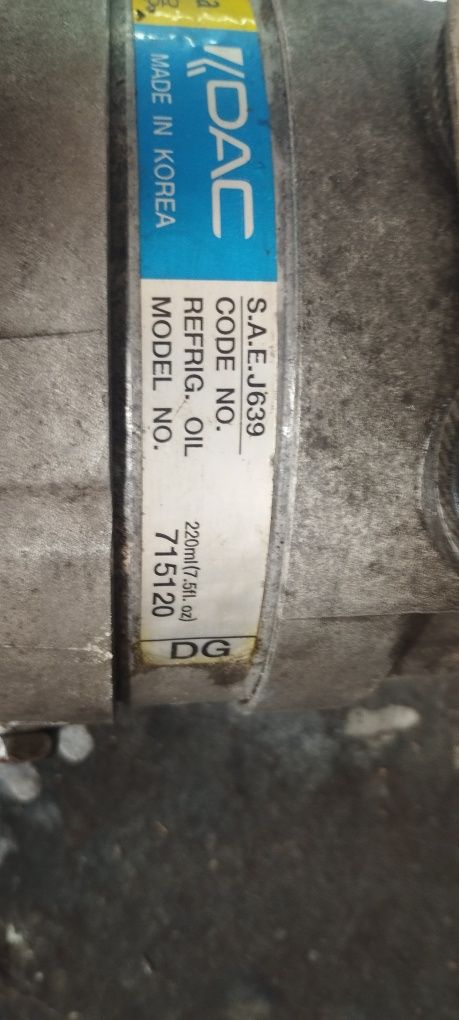 DAC
MADE IN KOREA
S.A.E.J639
CODE NO.
REFRIG. OIL 220ml(7.5fl. oz)
MODEL NO. 715120
DG